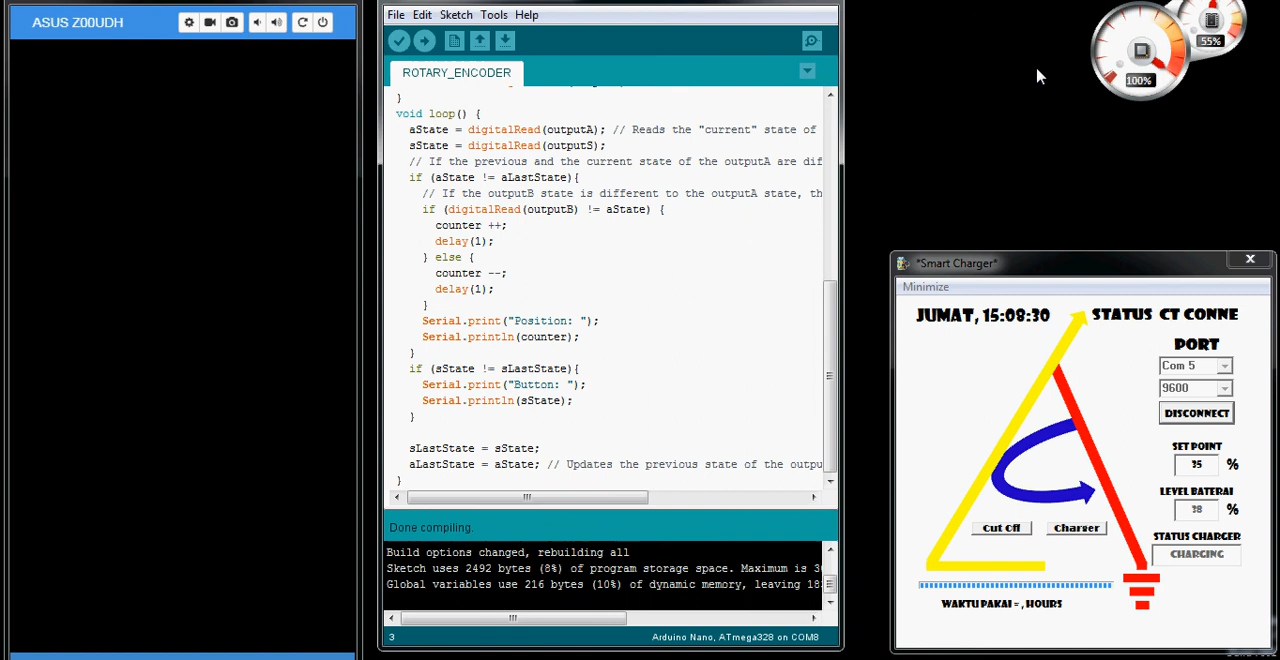 ASUS Z00UDH
File Edit Sketch Tools Help
ROTARY_ENCODER
}
void loop() {
aState = digitalRead(outputA); // Reads the "current" state of
sState = digitalRead(outputS);
// If the previous and the current state of the outputA are dif
if (aState != aLastState){
// If the outputB state is different to the outputA state, th
if (digitalRead(outputB) != aState) {
counter ++;
delay(1);
} else {
counter --;
delay(1);
}
Serial.print("Position: ");
Serial.println(counter);
}
if (sState != sLastState){
Serial.print("Button: ");
Serial.println(sState);
}
sLastState = sState;
aLastState = aState; // Updates the previous state of the outpu
}
Done compiling.
Build options changed, rebuilding all
Sketch uses 2492 bytes (8%) of program storage space. Maximum is 3
Global variables use 216 bytes (10%) of dynamic memory, leaving 18
3
Arduino Nano, ATmega328 on COM8
55%
100%
*Smart Charger*
Minimize
JUMAT, 15:08:30
STATUS CT CONNE
PORT
Com 5
9600
DISCONNECT
SET POINT
35 %
LEVEL BATERAI
38 %
STATUS CHARGER
CHARGING
Cut Off
Charger
WAKTU PAKAI = , HOURS